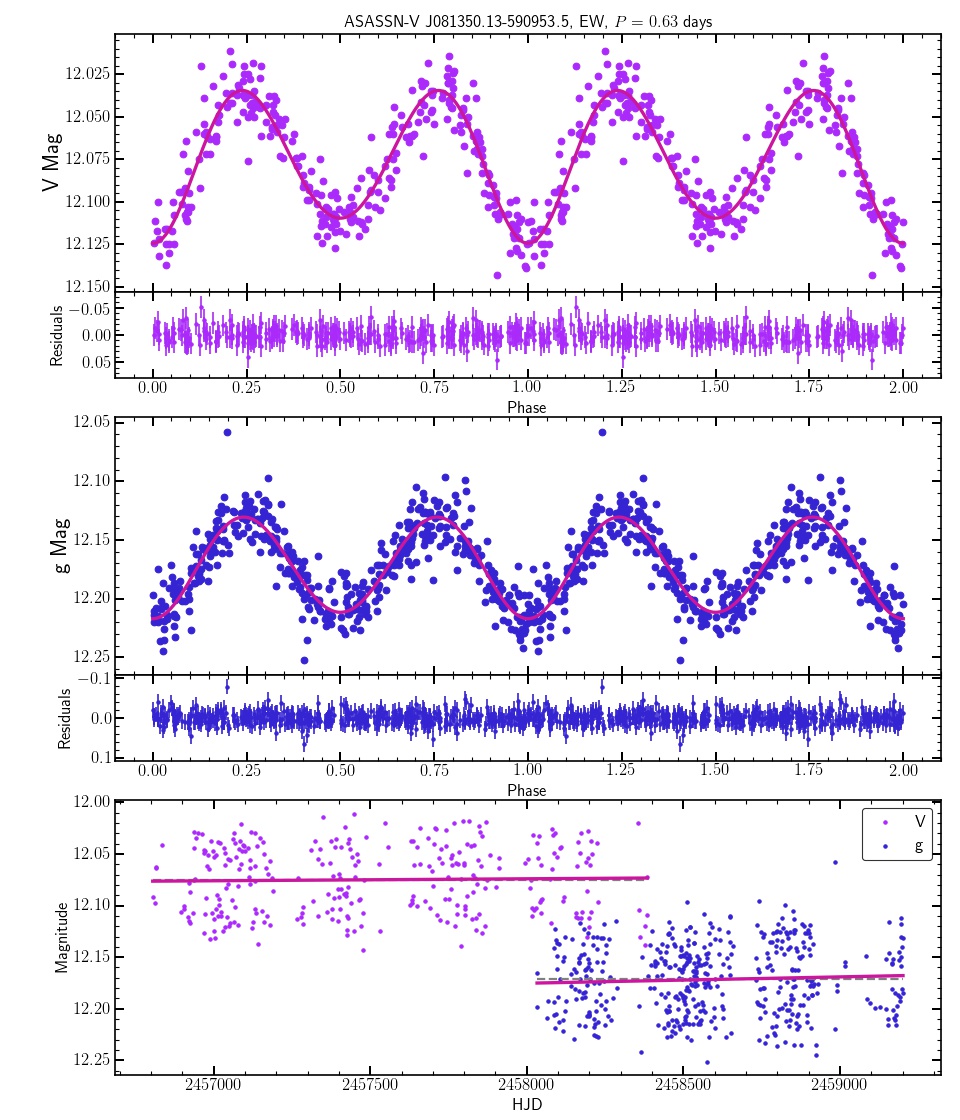 ASASSN-V J081350.13-590953.5, EW, P = 0.63 days
V Mag
12.025
12.050
12.075
12.100
12.125
12.150
Residuals
−0.05
0.00
0.05
0.00 0.25 0.50 0.75 1.00 1.25 1.50 1.75 2.00
Phase
g Mag
12.05
12.10
12.15
12.20
12.25
Residuals
−0.1
0.0
0.1
0.00 0.25 0.50 0.75 1.00 1.25 1.50 1.75 2.00
Phase
Magnitude
12.00
12.05
12.10
12.15
12.20
12.25
V
g
2457000 2457500 2458000 2458500 2459000
HJD